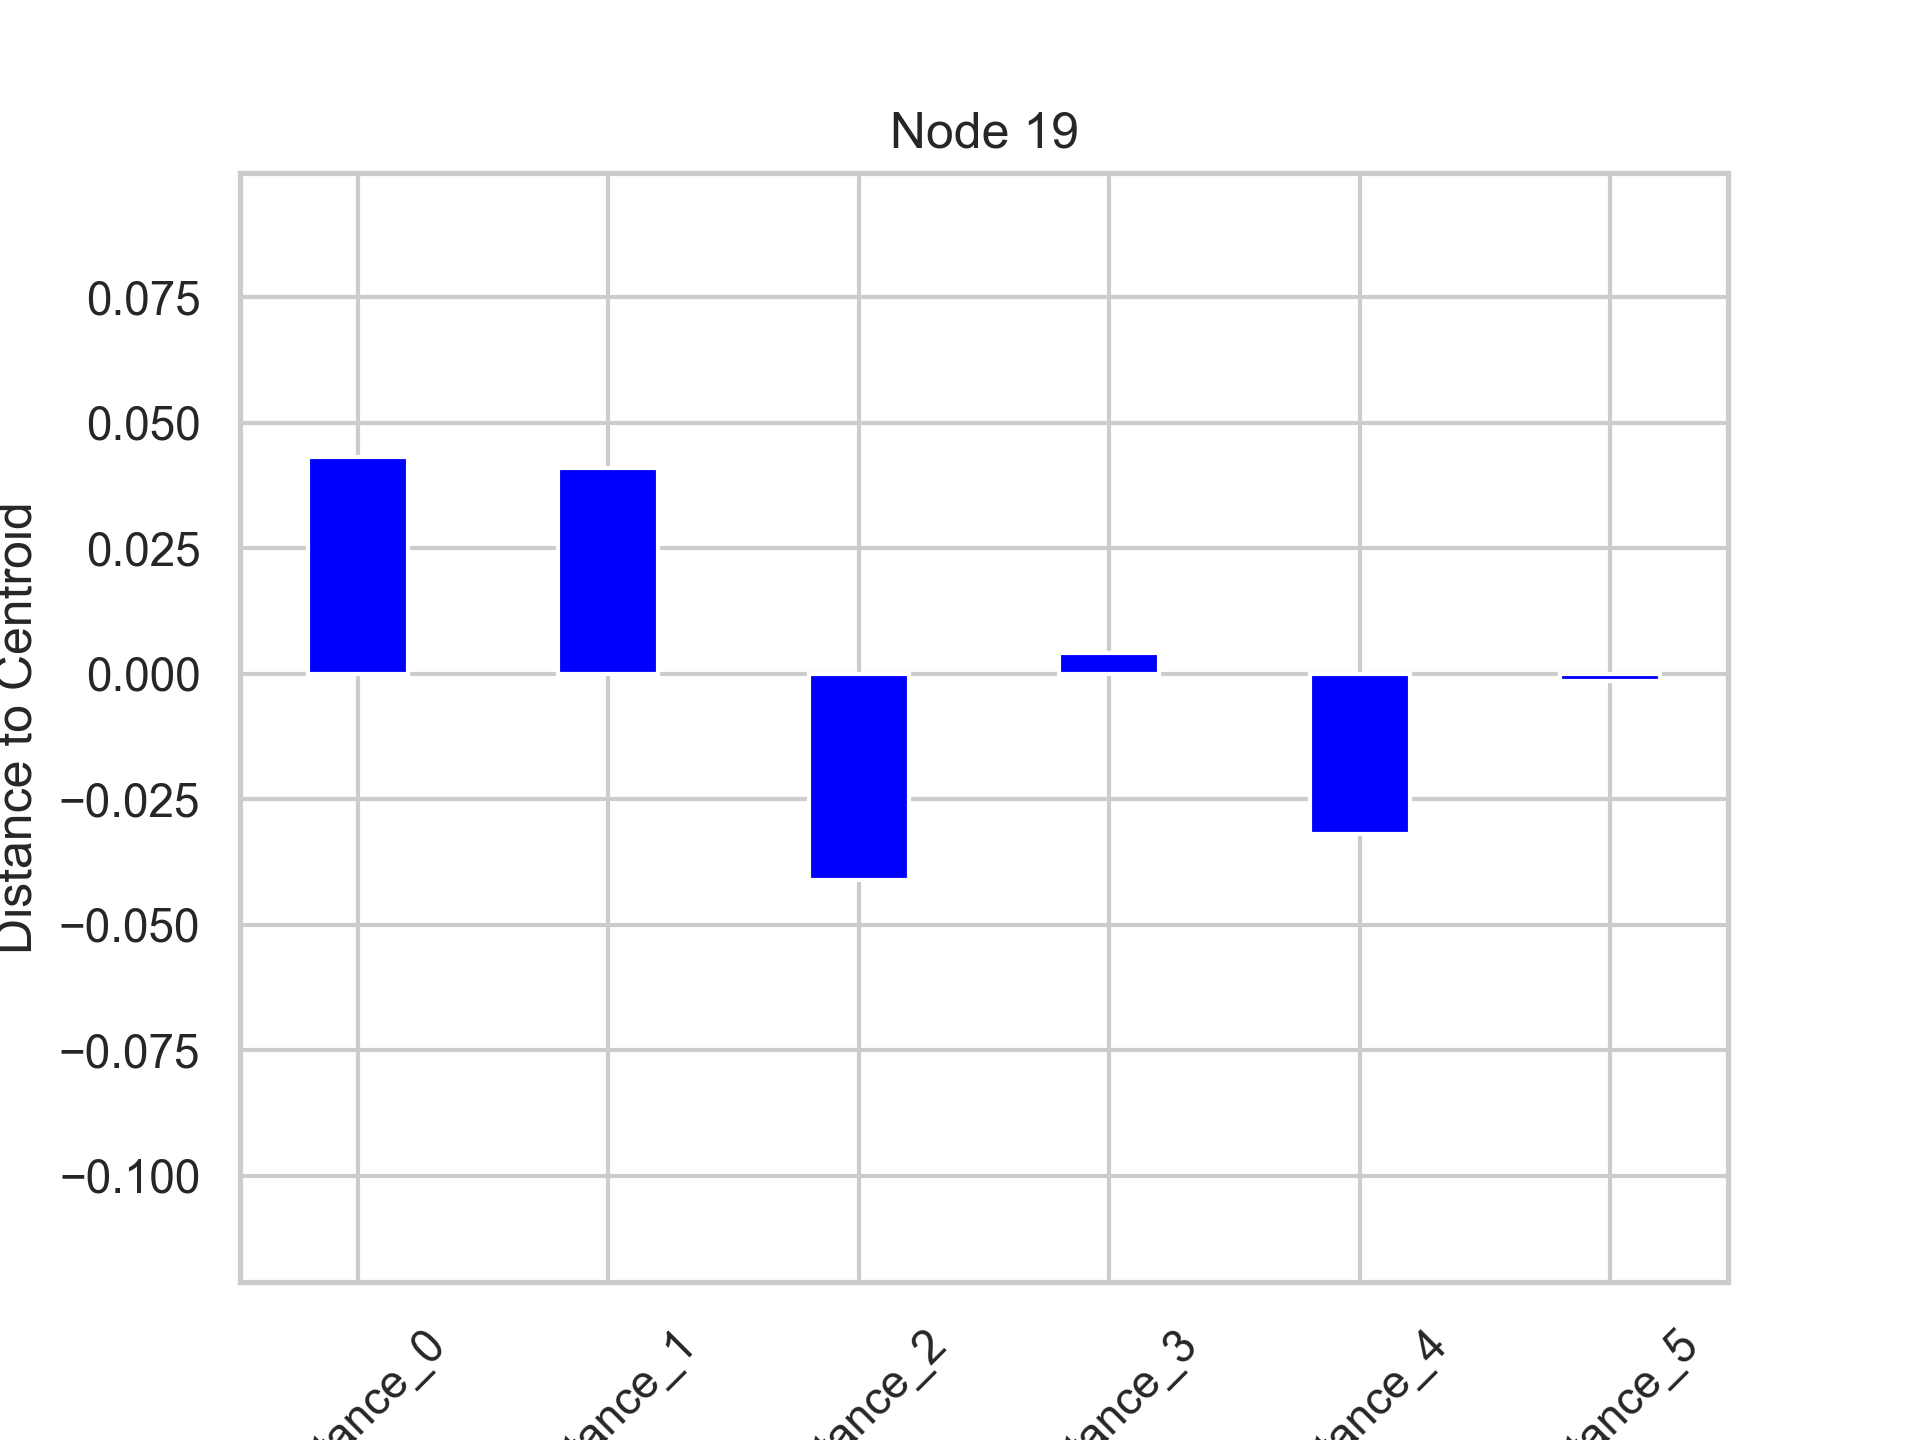 Node 19
0.075
0.050
0.025
0.000
−0.025
−0.050
−0.075
−0.100
Distance to Centroid
tance_0
tance_1
tance_2
tance_3
tance_4
tance_5